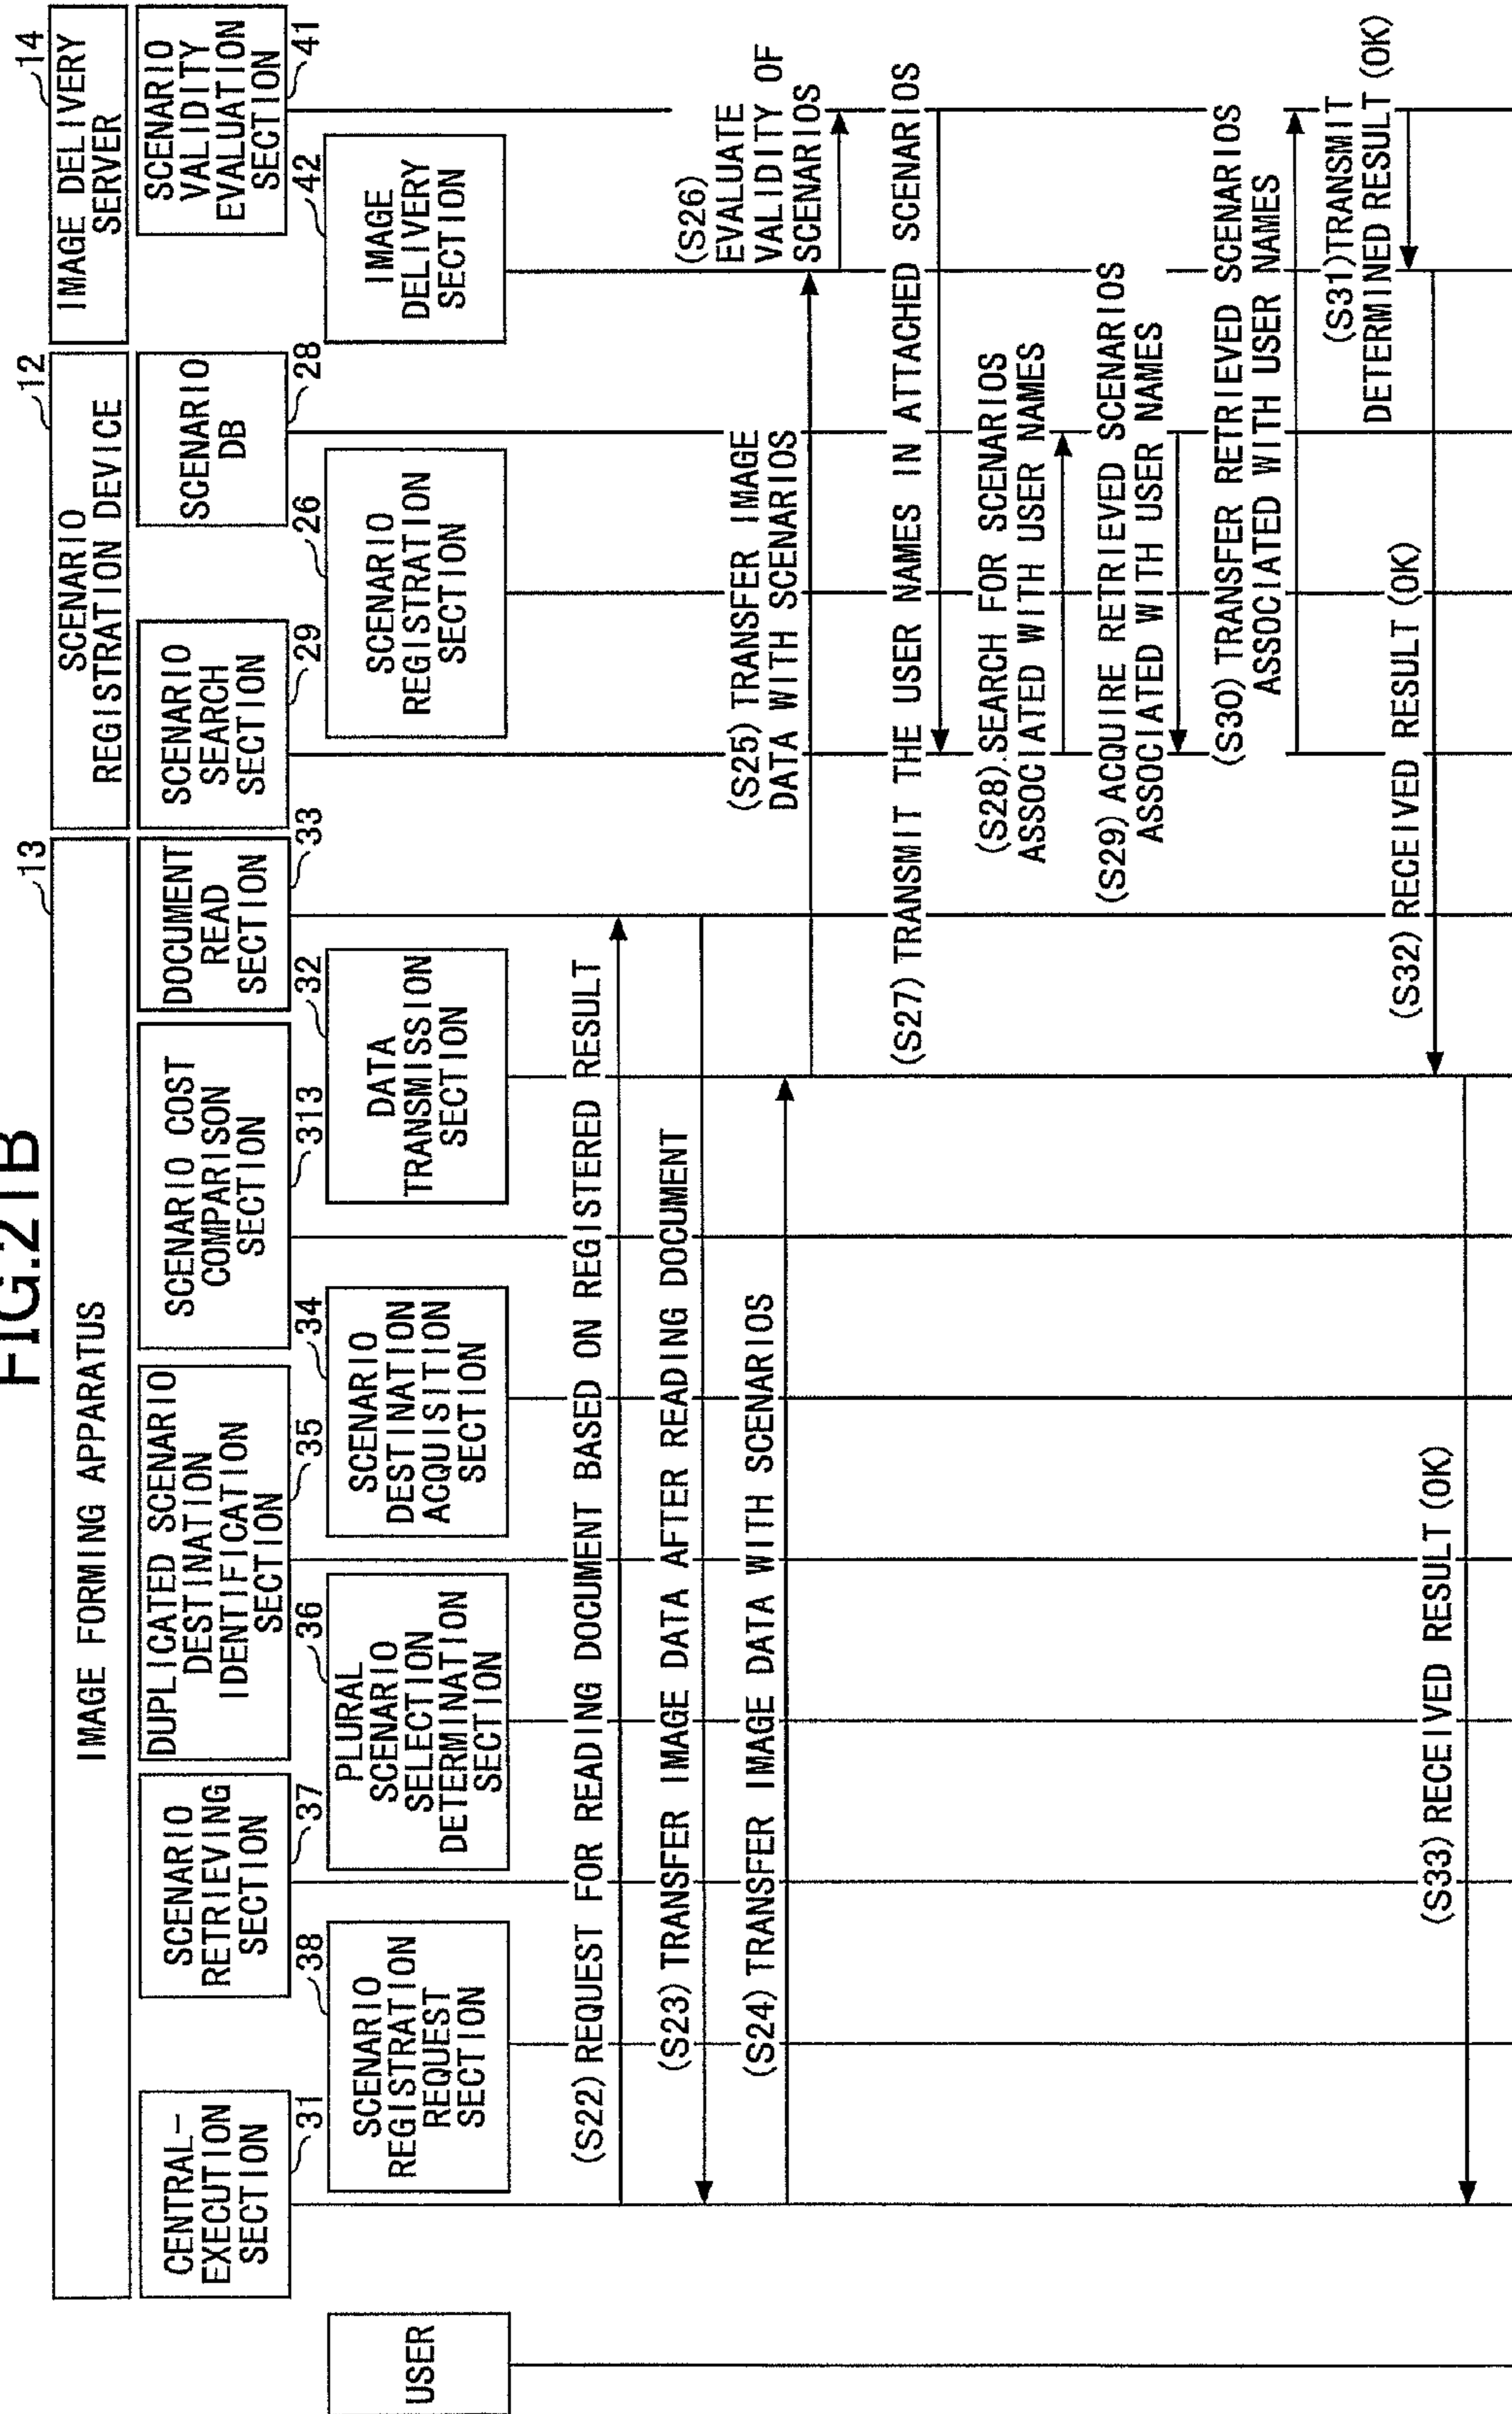 FIG.21B
13
IMAGE FORMING APPARATUS
12
SCENARIO
REGISTRATION DEVICE
14
IMAGE DELIVERY
SERVER
CENTRAL-
EXECUTION
SECTION
31
SCENARIO
RETRIEVING
SECTION
37
DUPLICATED SCENARIO
DESTINATION
IDENTIFICATION
SECTION
35
SCENARIO COST
COMPARISON
SECTION
313
DOCUMENT
READ
SECTION
33
SCENARIO
SEARCH
SECTION
29
SCENARIO
DB
28
SCENARIO
VALIDITY
EVALUATION
SECTION
41
USER
SCENARIO
REGISTRATION
REQUEST
SECTION
38
PLURAL
SCENARIO
SELECTION
DETERMINATION
SECTION
36
SCENARIO
DESTINATION
ACQUISITION
SECTION
34
DATA
TRANSMISSION
SECTION
32
SCENARIO
REGISTRATION
SECTION
26
IMAGE
DELIVERY
SECTION
42
(S22) REQUEST FOR READING DOCUMENT BASED ON REGISTERED RESULT
(S23) TRANSFER IMAGE DATA AFTER READING DOCUMENT
(S24) TRANSFER IMAGE DATA WITH SCENARIOS
(S25) TRANSFER IMAGE
DATA WITH SCENARIOS
(S26)
EVALUATE
VALIDITY OF
SCENARIOS
(S27) TRANSMIT THE USER NAMES IN ATTACHED SCENARIOS
(S28).SEARCH FOR SCENARIOS
ASSOCIATED WITH USER NAMES
(S29) ACQUIRE RETRIEVED SCENARIOS
ASSOCIATED WITH USER NAMES
(S30) TRANSFER RETRIEVED SCENARIOS
ASSOCIATED WITH USER NAMES
(S31) TRANSMIT
DETERMINED RESULT (OK)
(S32) RECEIVED RESULT (OK)
(S33) RECEIVED RESULT (OK)